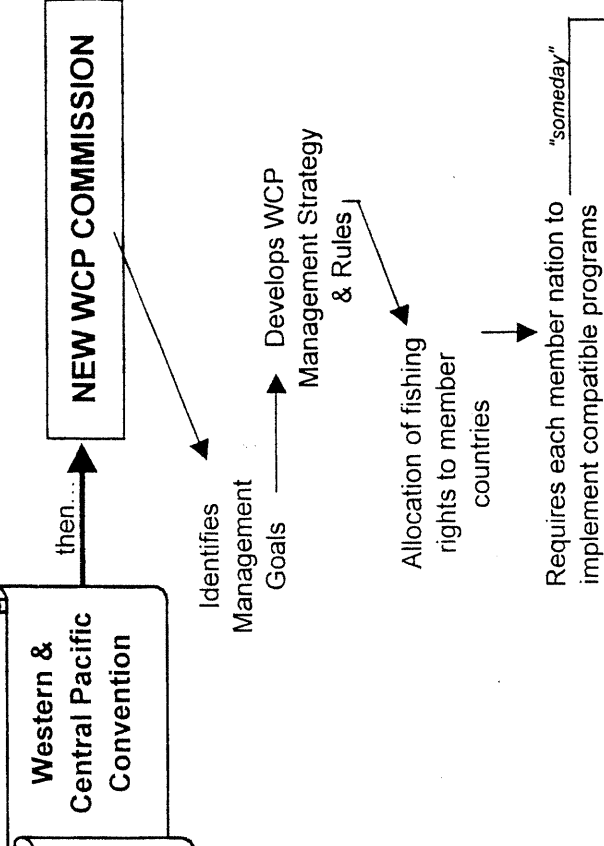 Western &
Central Pacific
Convention
then...
NEW WCP COMMISSION
Identifies
Management
Goals
Develops WCP
Management Strategy
& Rules
Allocation of fishing
rights to member
countries
Requires each member nation to
implement compatible programs
"someday"